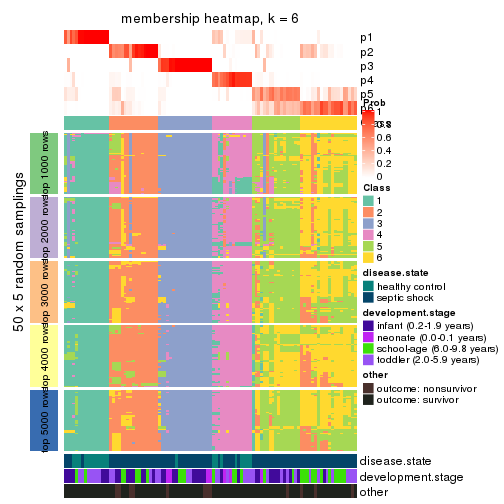 membership heatmap, k = 6
p1
p2
p3
p4
p5
p6
Prob
1
0.8
0.6
0.4
0.2
0
Class
1
2
3
4
5
6
disease.state
healthy control
septic shock
development.stage
infant (0.2-1.9 years)
neonate (0.0-0.1 years)
school-age (6.0-9.8 years)
toddler (2.0-5.9 years)
other
outcome: nonsurvivor
outcome: survivor
50 x 5 random samplings
top 1000 rows
top 2000 rows
top 3000 rows
top 4000 rows
top 5000 rows
disease.state
development.stage
other